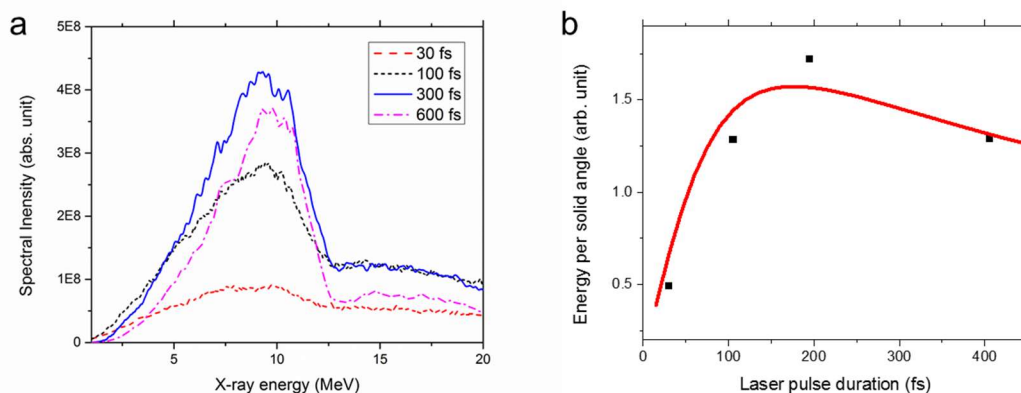 a
Spectral Inensity (abs. unit)
5E8
4E8
3E8
2E8
1E8
0
5
10
15
20
X-ray energy (MeV)
30 fs
100 fs
300 fs
600 fs
b
Energy per solid angle (arb. unit)
1.5
1.0
0.5
0
100
200
300
400
Laser pulse duration (fs)